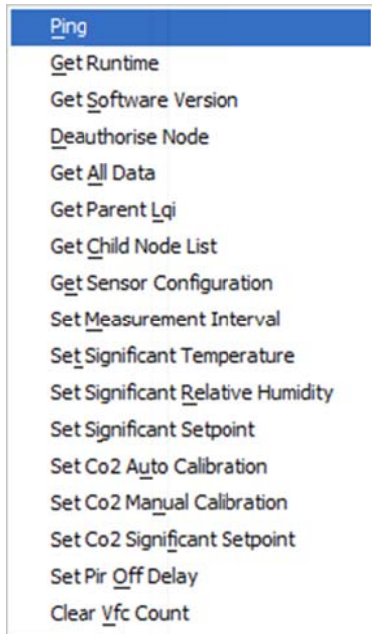 Ping
Get Runtime
Get Software Version
Deauthorise Node
Get All Data
Get Parent Lqi
Get Child Node List
Get Sensor Configuration
Set Measurement Interval
Set Significant Temperature
Set Significant Relative Humidity
Set Significant Setpoint
Set Co2 Auto Calibration
Set Co2 Manual Calibration
Set Co2 Significant Setpoint
Set Pir Off Delay
Clear Vfc Count